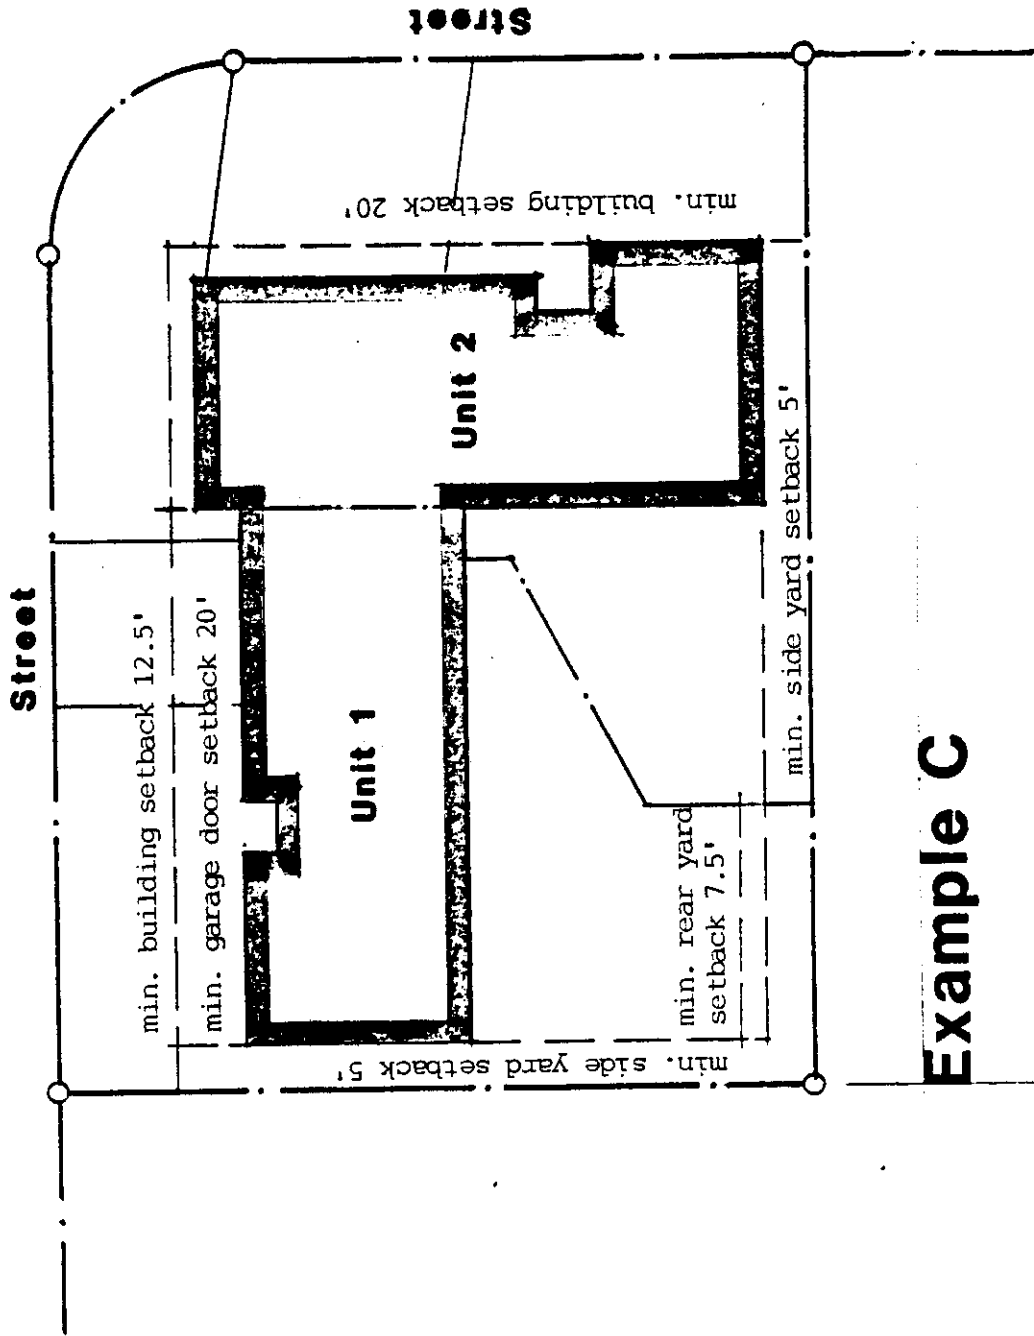 Street
Street
min. building setback 20'
min. building setback 12.5'
min. garage door setback 20'
Unit 1
Unit 2
min. side yard setback 5'
min. rear yard
setback 7.5'
min. side yard setback 5'
Example C